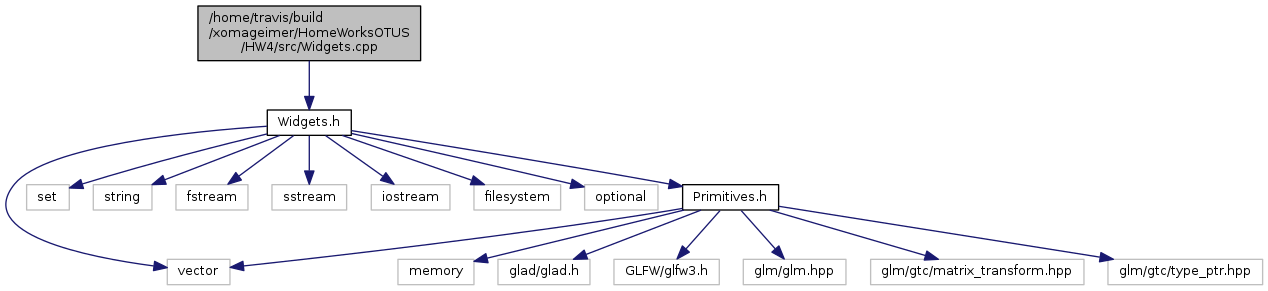 /home/travis/build
/xomageimer/HomeWorksOTUS
/HW4/src/Widgets.cpp
Widgets.h
set
string
fstream
sstream
iostream
filesystem
optional
Primitives.h
vector
memory
glad/glad.h
GLFW/glfw3.h
glm/glm.hpp
glm/gtc/matrix_transform.hpp
glm/gtc/type_ptr.hpp